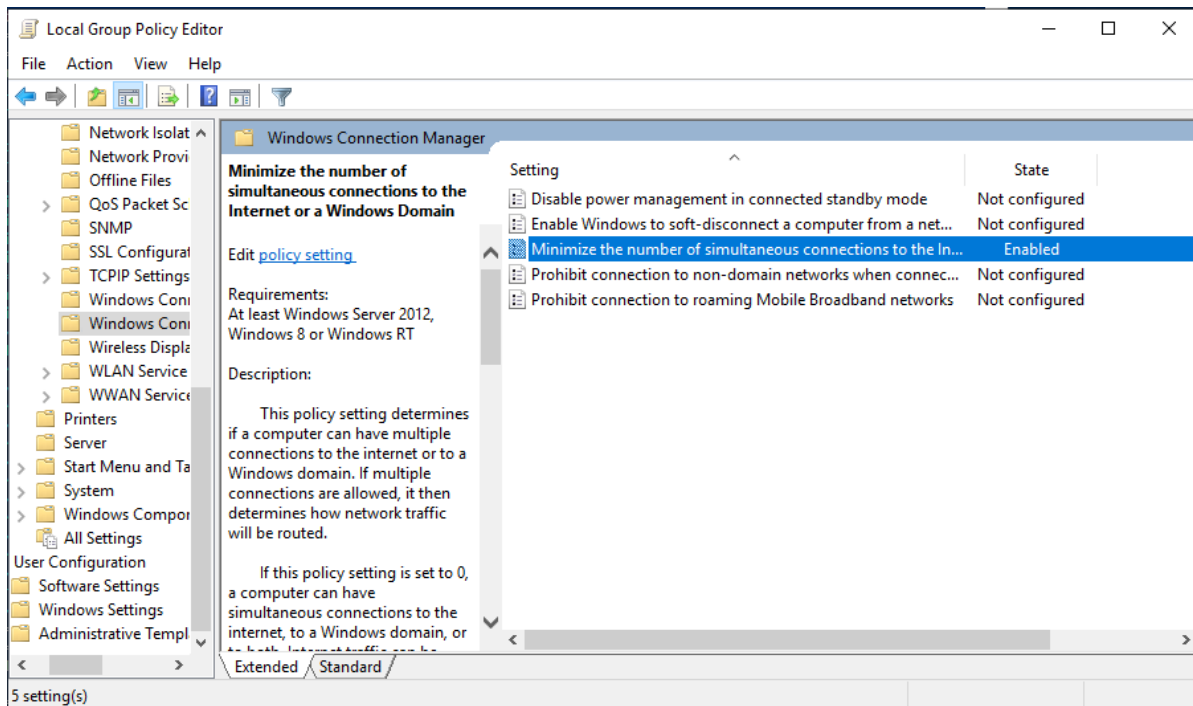 Local Group Policy Editor
File Action View Help
Network Isolat
Network Provi
Offline Files
QoS Packet Sc
SNMP
SSL Configurat
TCPIP Settings
Windows Conn
Windows Conn
Wireless Displa
WLAN Service
WWAN Service
Printers
Server
Start Menu and Ta
System
Windows Compor
All Settings
User Configuration
Software Settings
Windows Settings
Administrative Templ
Windows Connection Manager
Minimize the number of
simultaneous connections to the
Internet or a Windows Domain
Edit policy setting
Requirements:
At least Windows Server 2012,
Windows 8 or Windows RT
Description:
This policy setting determines
if a computer can have multiple
connections to the internet or to a
Windows domain. If multiple
connections are allowed, it then
determines how network traffic
will be routed.
If this policy setting is set to 0,
a computer can have
simultaneous connections to the
internet, to a Windows domain, or
to both. Internet traffic can be
Setting State
Disable power management in connected standby mode Not configured
Enable Windows to soft-disconnect a computer from a net... Not configured
Minimize the number of simultaneous connections to the In... Enabled
Prohibit connection to non-domain networks when connec... Not configured
Prohibit connection to roaming Mobile Broadband networks Not configured
Extended Standard
5 setting(s)